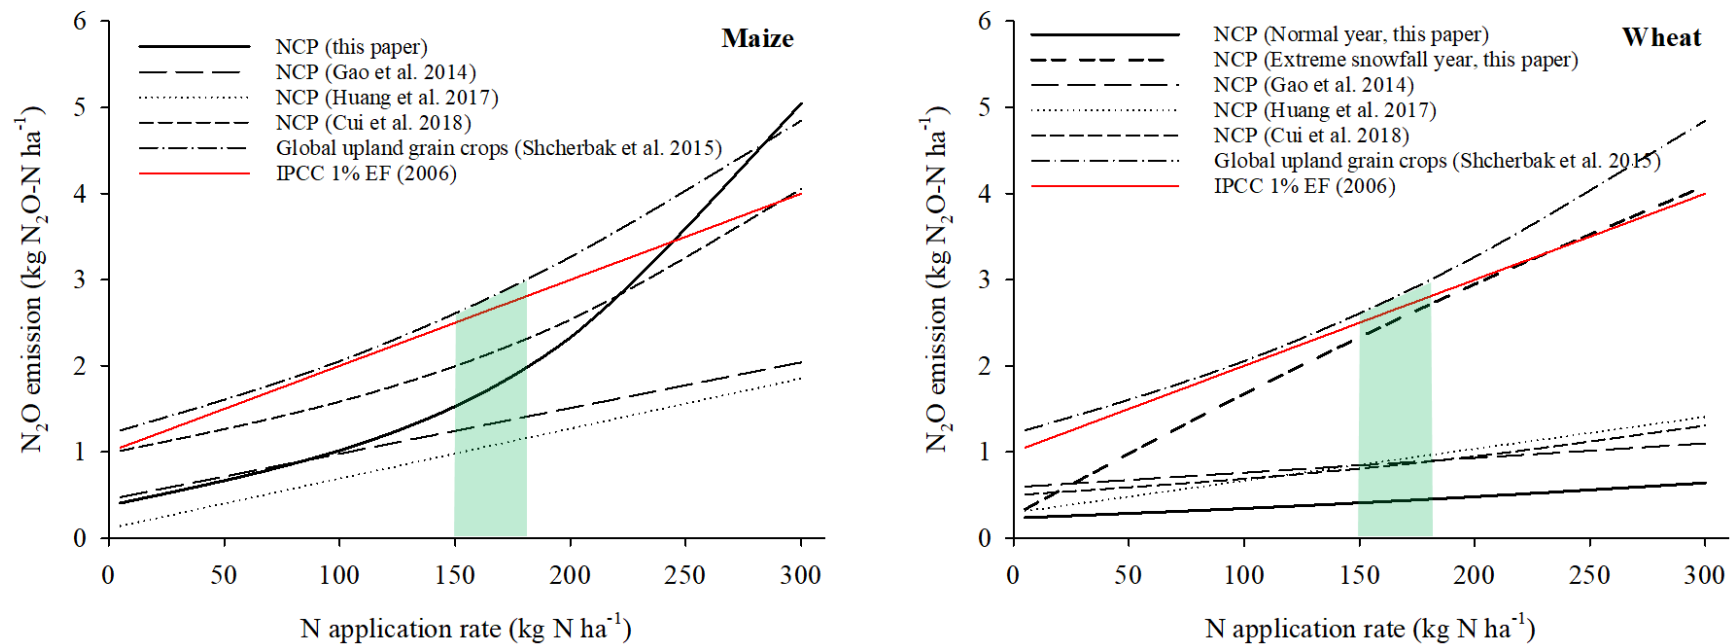 Maize
NCP (this paper)
NCP (Gao et al. 2014)
NCP (Huang et al. 2017)
NCP (Cui et al. 2018)
Global upland grain crops (Shcherbak et al. 2015)
IPCC 1% EF (2006)
N₂O emission (kg N₂O-N ha⁻¹)
6
5
4
3
2
1
0
0 50 100 150 200 250 300
N application rate (kg N ha⁻¹)
Wheat
NCP (Normal year, this paper)
NCP (Extreme snowfall year, this paper)
NCP (Gao et al. 2014)
NCP (Huang et al. 2017)
NCP (Cui et al. 2018)
Global upland grain crops (Shcherbak et al. 2015)
IPCC 1% EF (2006)
N₂O emission (kg N₂O-N ha⁻¹)
6
5
4
3
2
1
0
0 50 100 150 200 250 300
N application rate (kg N ha⁻¹)